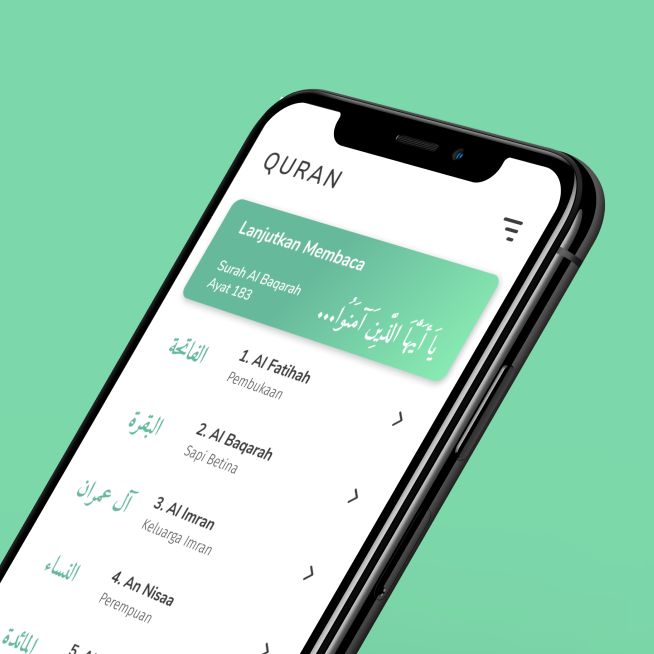 QURAN
Lanjutkan Membaca
Surah Al Baqarah
Ayat 183
يَا أَيُّهَا الَّذِينَ آمَنُوا...
الفاتحة
1. Al Fatihah
Pembukaan
البقرة
2. Al Baqarah
Sapi Betina
آل عمران
3. Al Imran
Keluarga Imran
النساء
4. An Nisaa
Perempuan
المائدة
5.